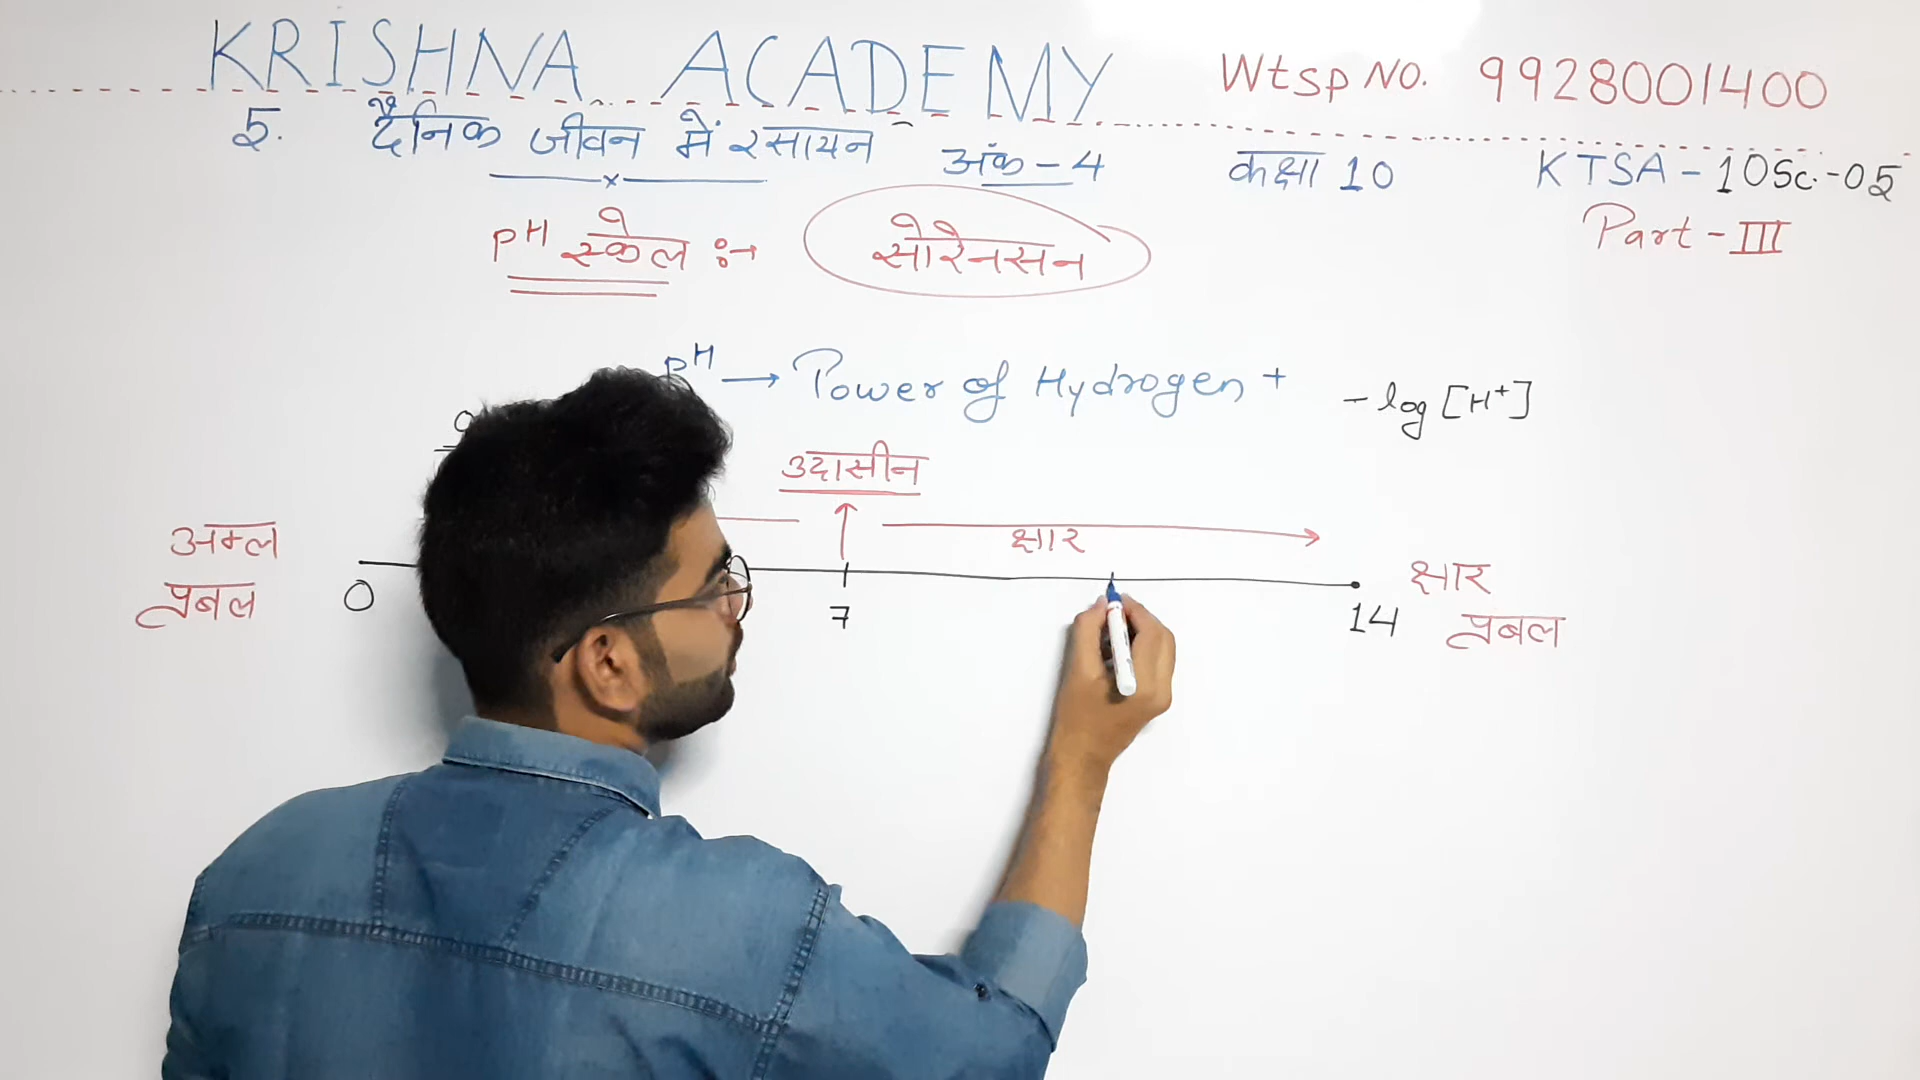 KRISHNA ACADEMY Wtsp NO. 9928001400
5. दैनिक जीवन में रसायन अंक - 4 कक्षा 10 KTSA - 10Sc. - 05
Part - III
pH स्केल :→ सोरेनसन
pH → Power of Hydrogen + - log [H+]
उदासीन
अम्ल क्षार क्षार
प्रबल 0 7 14 प्रबल